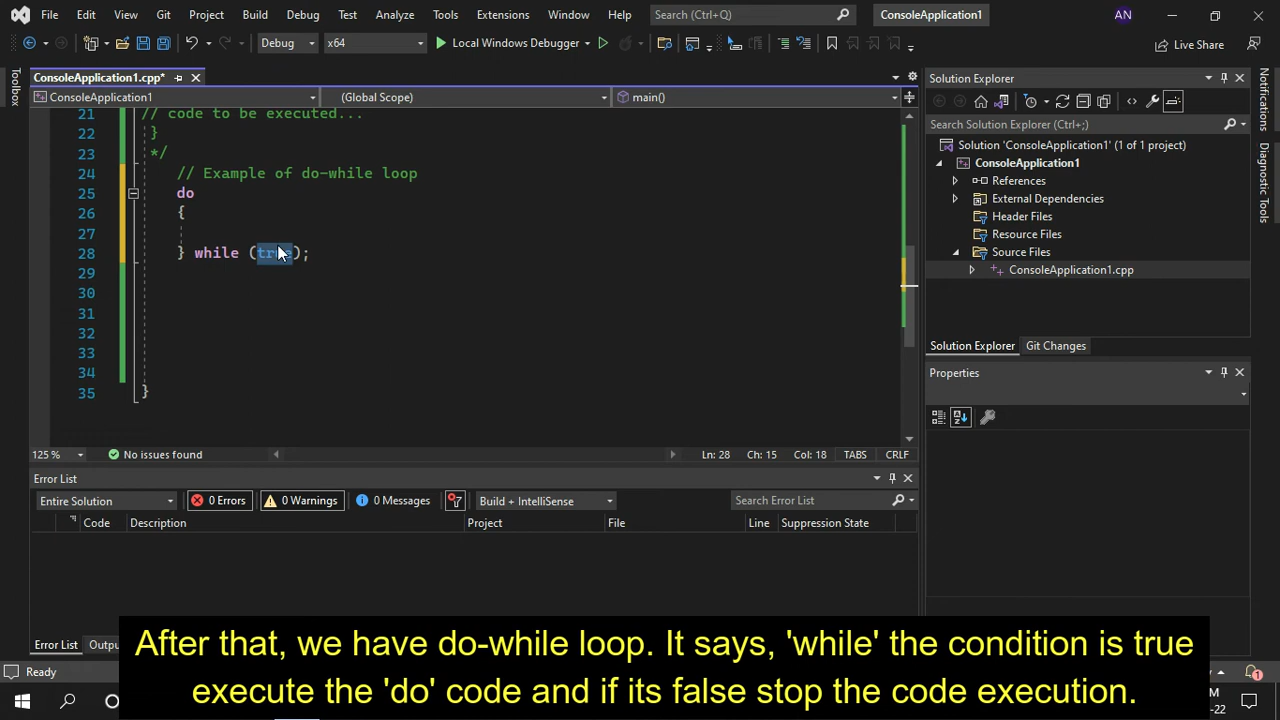 File Edit View Git Project Build Debug Test Analyze Tools Extensions Window Help Search (Ctrl+Q) ConsoleApplication1 AN
Debug x64 Local Windows Debugger Live Share
Toolbox
ConsoleApplication1.cpp*
ConsoleApplication1 (Global Scope) main()
21 // code to be executed...
22 }
23 */
24 // Example of do-while loop
25 do
26 {
27
28 } while (true);
29
30
31
32
33
34
35 }
125 % No issues found Ln: 28 Ch: 15 Col: 18 TABS CRLF
Error List
Entire Solution 0 Errors 0 Warnings 0 Messages Build + IntelliSense Search Error List
Code Description Project File Line Suppression State
Error List
Ready
Solution Explorer
Search Solution Explorer (Ctrl+;)
Solution 'ConsoleApplication1' (1 of 1 project)
ConsoleApplication1
References
External Dependencies
Header Files
Resource Files
Source Files
ConsoleApplication1.cpp
Solution Explorer Git Changes
Properties
Notifications
Diagnostic Tools
After that, we have do-while loop. It says, 'while' the condition is true
execute the 'do' code and if its false stop the code execution.